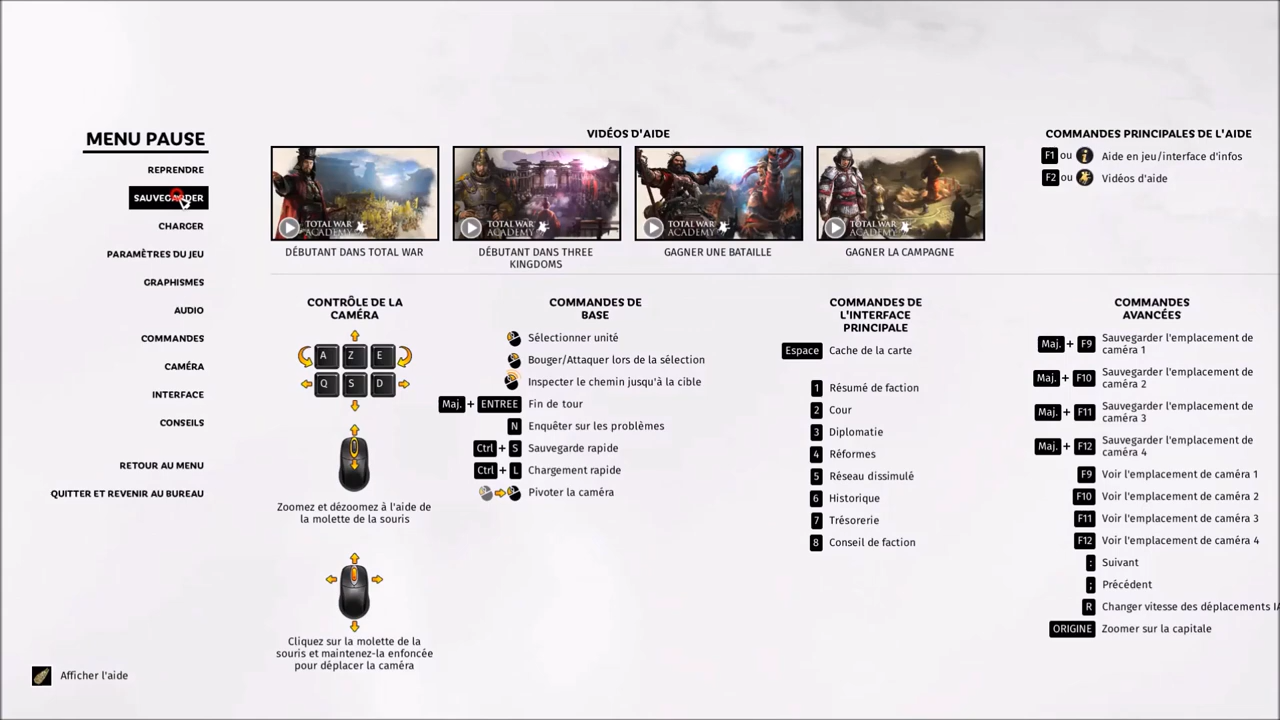 MENU PAUSE
REPRENDRE
SAUVEGARDER
CHARGER
PARAMÈTRES DU JEU
GRAPHISMES
AUDIO
COMMANDES
CAMÉRA
INTERFACE
CONSEILS
RETOUR AU MENU
QUITTER ET REVENIR AU BUREAU
Afficher l'aide
VIDÉOS D'AIDE
TOTAL WAR
ACADEMY
DÉBUTANT DANS TOTAL WAR
TOTAL WAR
ACADEMY
DÉBUTANT DANS THREE
KINGDOMS
TOTAL WAR
ACADEMY
GAGNER UNE BATAILLE
TOTAL WAR
ACADEMY
GAGNER LA CAMPAGNE
COMMANDES PRINCIPALES DE L'AIDE
F1 ou i Aide en jeu/interface d'infos
F2 ou Vidéos d'aide
CONTRÔLE DE LA
CAMÉRA
A Z E
Q S D
Zoomez et dézoomez à l'aide de
la molette de la souris
Cliquez sur la molette de la
souris et maintenez-la enfoncée
pour déplacer la caméra
COMMANDES DE
BASE
Sélectionner unité
Bouger/Attaquer lors de la sélection
Inspecter le chemin jusqu'à la cible
Maj. + ENTREE Fin de tour
N Enquêter sur les problèmes
Ctrl + S Sauvegarde rapide
Ctrl + L Chargement rapide
Pivoter la caméra
COMMANDES DE
L'INTERFACE
PRINCIPALE
Espace Cache de la carte
1 Résumé de faction
2 Cour
3 Diplomatie
4 Réformes
5 Réseau dissimulé
6 Historique
7 Trésorerie
8 Conseil de faction
COMMANDES
AVANCÉES
Maj. + F9 Sauvegarder l'emplacement de
caméra 1
Maj. + F10 Sauvegarder l'emplacement de
caméra 2
Maj. + F11 Sauvegarder l'emplacement de
caméra 3
Maj. + F12 Sauvegarder l'emplacement de
caméra 4
F9 Voir l'emplacement de caméra 1
F10 Voir l'emplacement de caméra 2
F11 Voir l'emplacement de caméra 3
F12 Voir l'emplacement de caméra 4
: Suivant
; Précédent
R Changer vitesse des déplacements
ORIGINE Zoomer sur la capitale